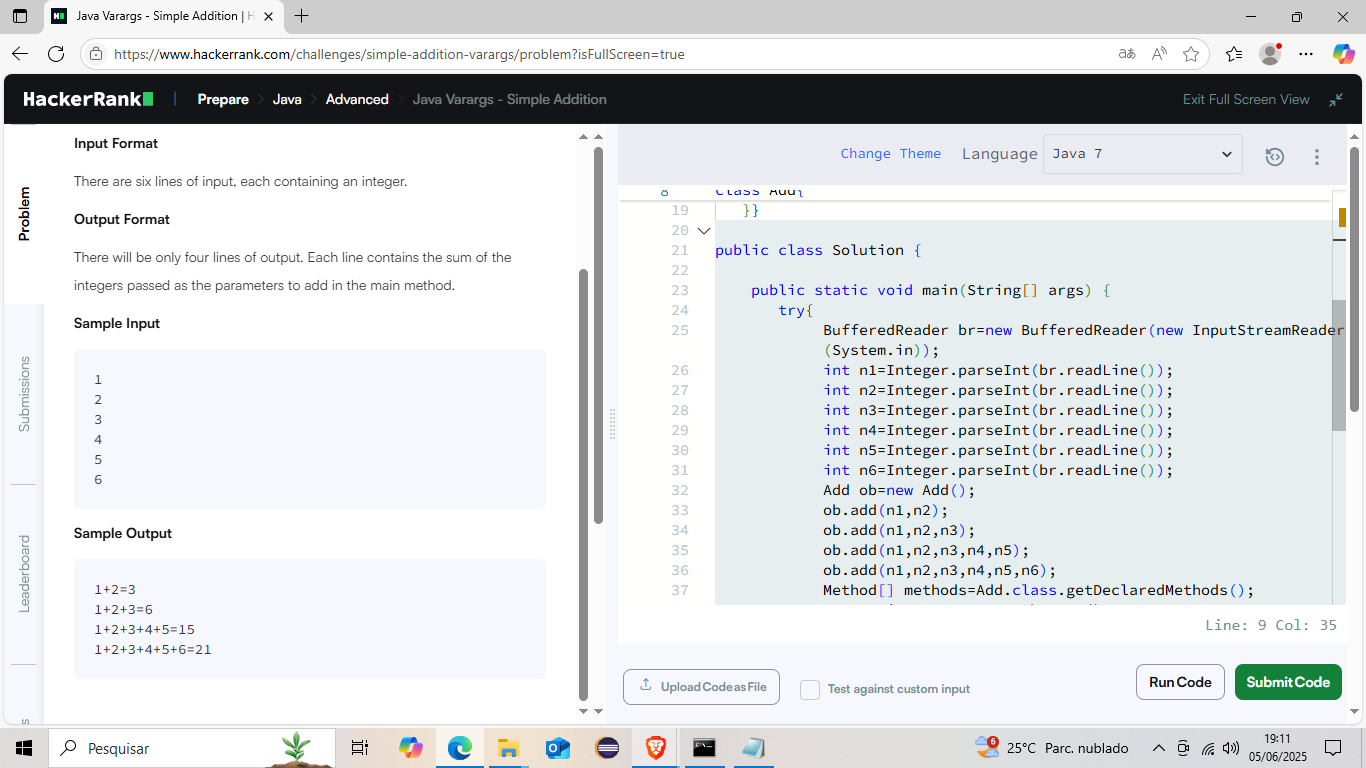 Java Varargs - Simple Addition | H
https://www.hackerrank.com/challenges/simple-addition-varargs/problem?isFullScreen=true
HackerRank
Prepare > Java > Advanced > Java Varargs - Simple Addition
Exit Full Screen View
Problem
Submissions
Leaderboard
Input Format
There are six lines of input, each containing an integer.
Output Format
There will be only four lines of output. Each line contains the sum of the
integers passed as the parameters to add in the main method.
Sample Input
1
2
3
4
5
6
Sample Output
1+2=3
1+2+3=6
1+2+3+4+5=15
1+2+3+4+5+6=21
Change Theme
Language
Java 7
8 class Add{
19 }}
20
21 public class Solution {
22
23 public static void main(String[] args) {
24 try{
25 BufferedReader br=new BufferedReader(new InputStreamReader
(System.in));
26 int n1=Integer.parseInt(br.readLine());
27 int n2=Integer.parseInt(br.readLine());
28 int n3=Integer.parseInt(br.readLine());
29 int n4=Integer.parseInt(br.readLine());
30 int n5=Integer.parseInt(br.readLine());
31 int n6=Integer.parseInt(br.readLine());
32 Add ob=new Add();
33 ob.add(n1,n2);
34 ob.add(n1,n2,n3);
35 ob.add(n1,n2,n3,n4,n5);
36 ob.add(n1,n2,n3,n4,n5,n6);
37 Method[] methods=Add.class.getDeclaredMethods();
Line: 9 Col: 35
Upload Code as File
Test against custom input
Run Code
Submit Code
Pesquisar
6
25°C Parc. nublado
19:11
05/06/2025